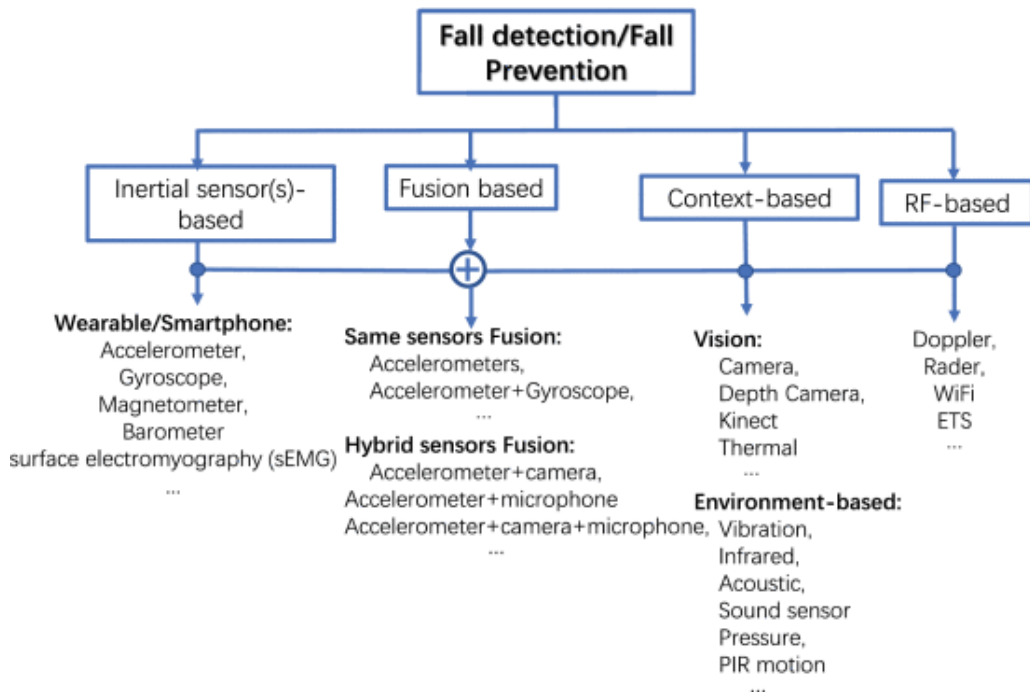 Fall detection/Fall
Prevention
Inertial sensor(s)-
based
Fusion based
Context-based
RF-based
Wearable/Smartphone:
Accelerometer,
Gyroscope,
Magnetometer,
Barometer
surface electromyography (sEMG)
...
Same sensors Fusion:
Accelerometers,
Accelerometer+Gyroscope,
...
Hybrid sensors Fusion:
Accelerometer+camera,
Accelerometer+microphone
Accelerometer+camera+microphone,
...
Vision:
Camera,
Depth Camera,
Kinect
Thermal
...
Environment-based:
Vibration,
Infrared,
Acoustic,
Sound sensor
Pressure,
PIR motion
...
Doppler,
Rader,
WiFi
ETS
...